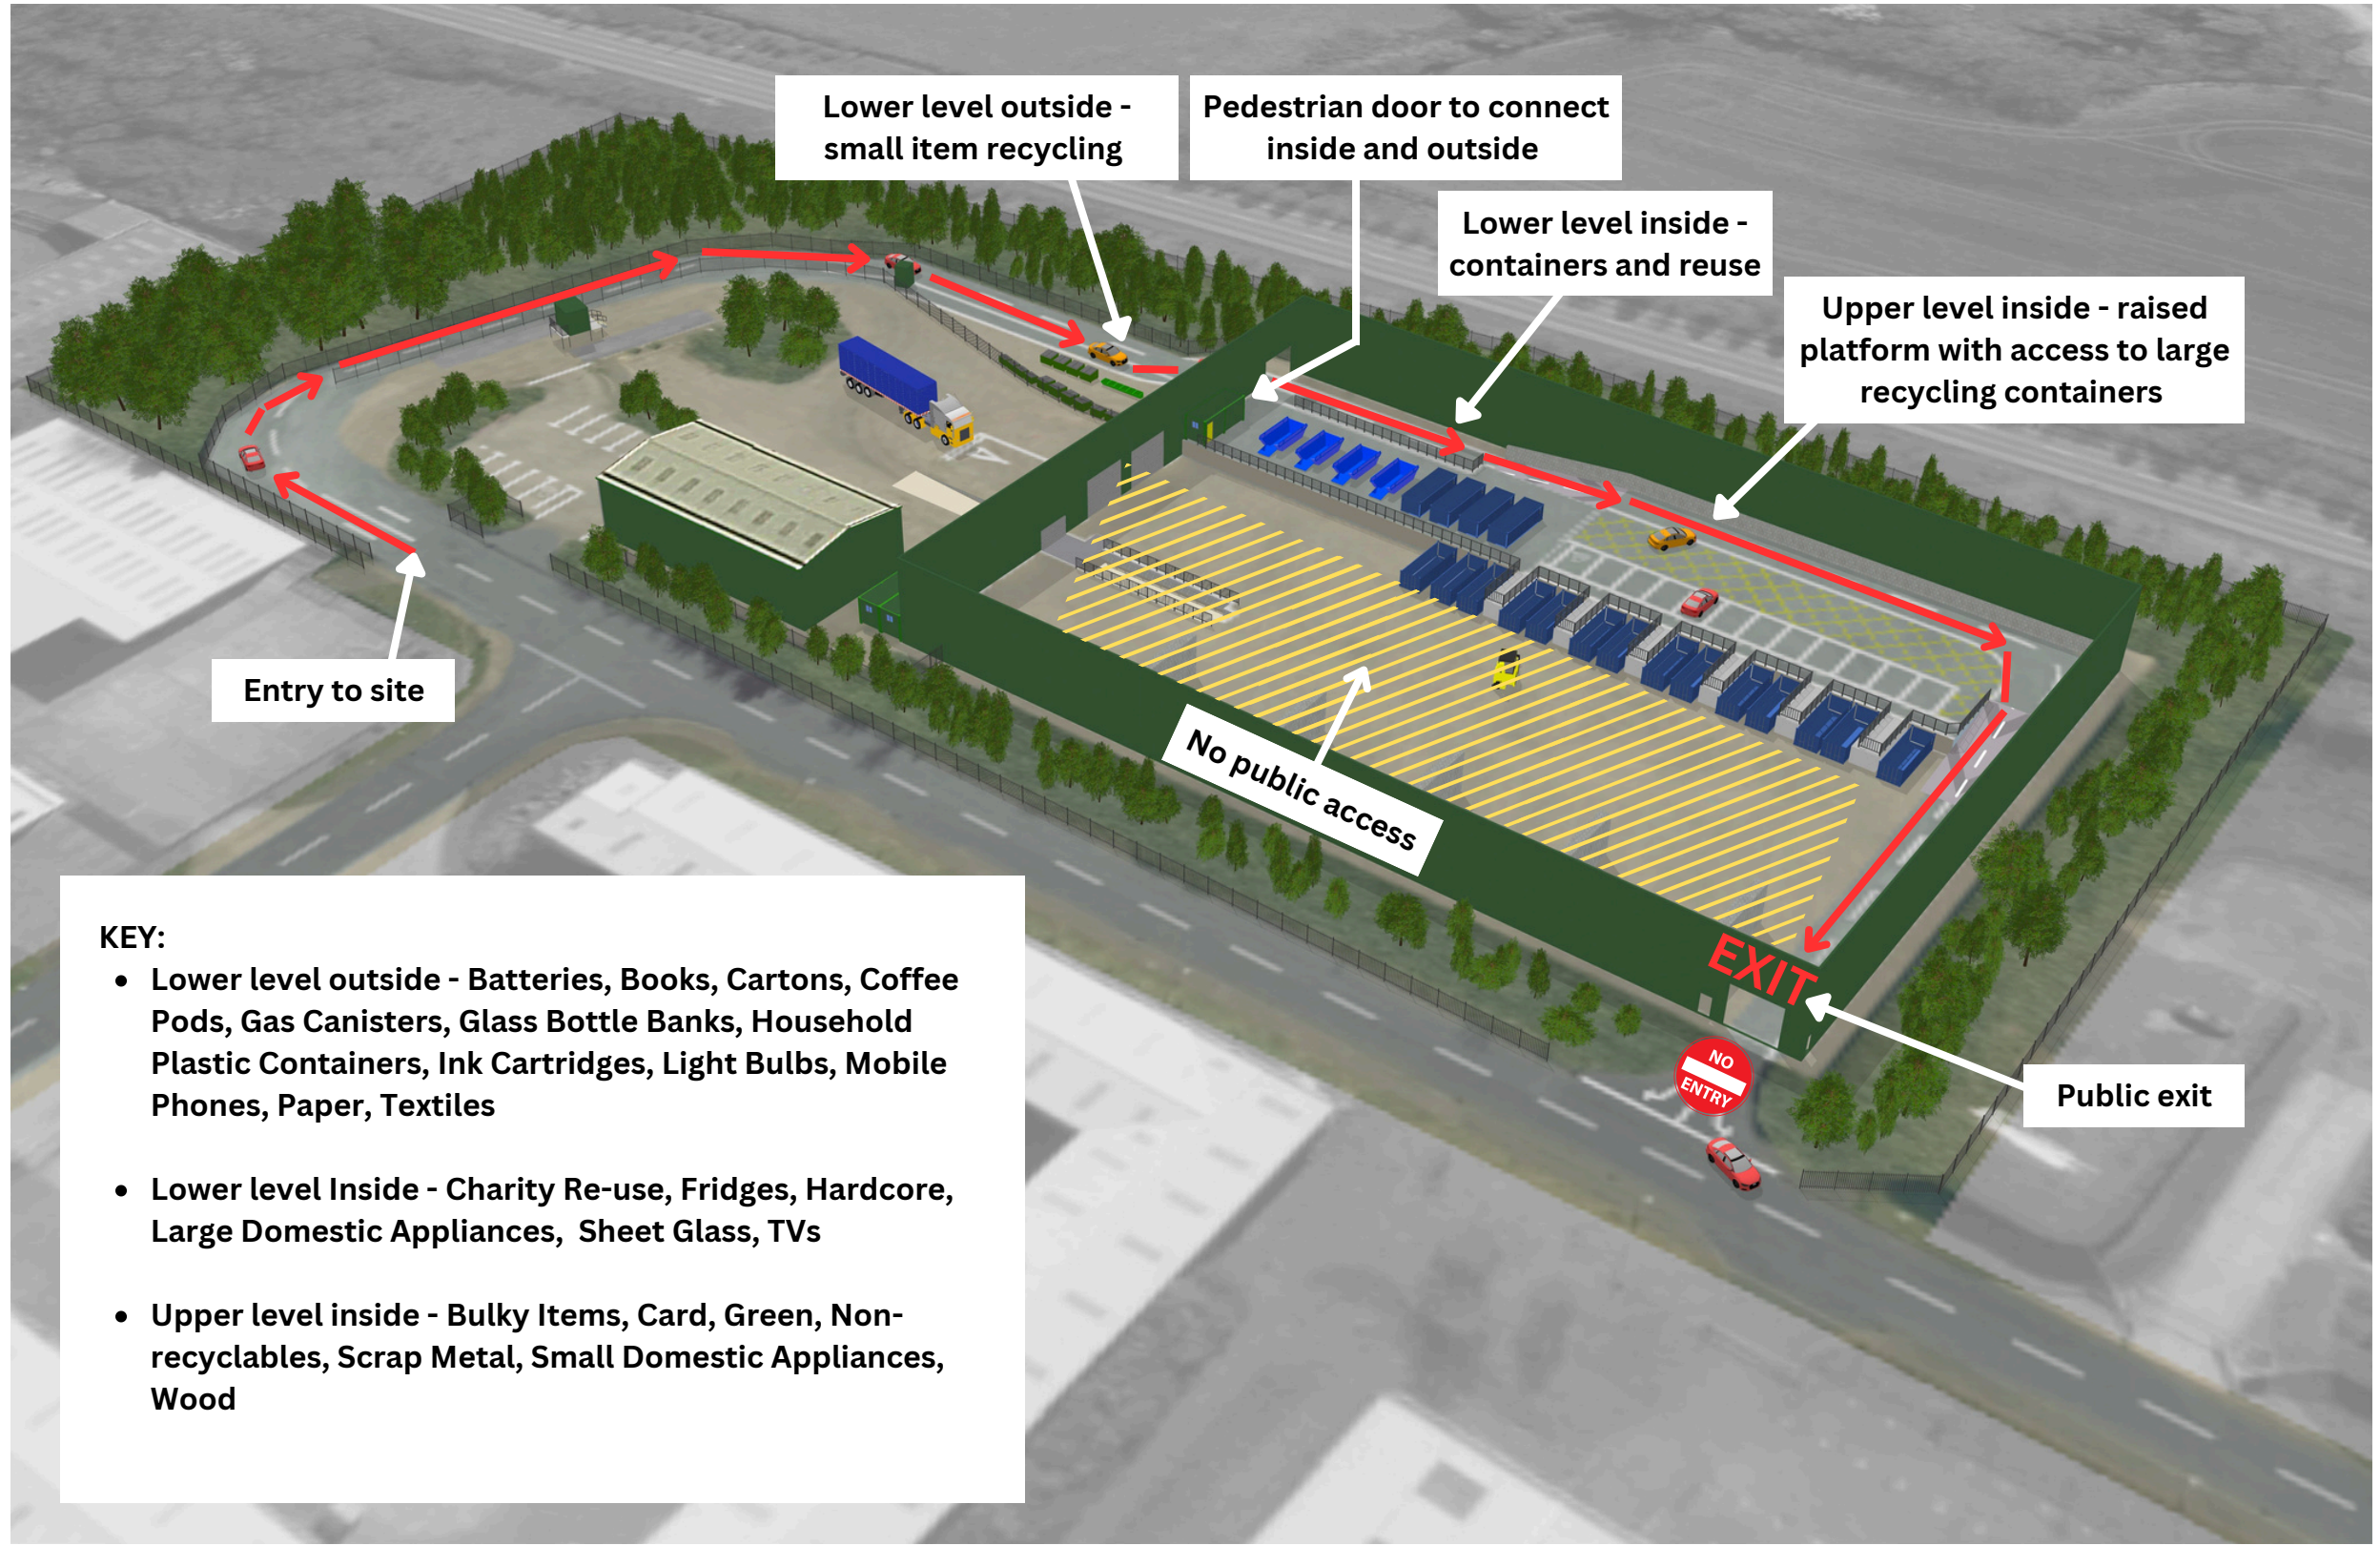 Lower level outside -
small item recycling
Pedestrian door to connect
inside and outside
Lower level inside -
containers and reuse
Upper level inside - raised
platform with access to large
recycling containers
Entry to site
No public access
EXIT
NO
ENTRY
Public exit
KEY:
• Lower level outside - Batteries, Books, Cartons, Coffee
Pods, Gas Canisters, Glass Bottle Banks, Household
Plastic Containers, Ink Cartridges, Light Bulbs, Mobile
Phones, Paper, Textiles
• Lower level Inside - Charity Re-use, Fridges, Hardcore,
Large Domestic Appliances,  Sheet Glass, TVs
• Upper level inside - Bulky Items, Card, Green, Non-
recyclables, Scrap Metal, Small Domestic Appliances,
Wood